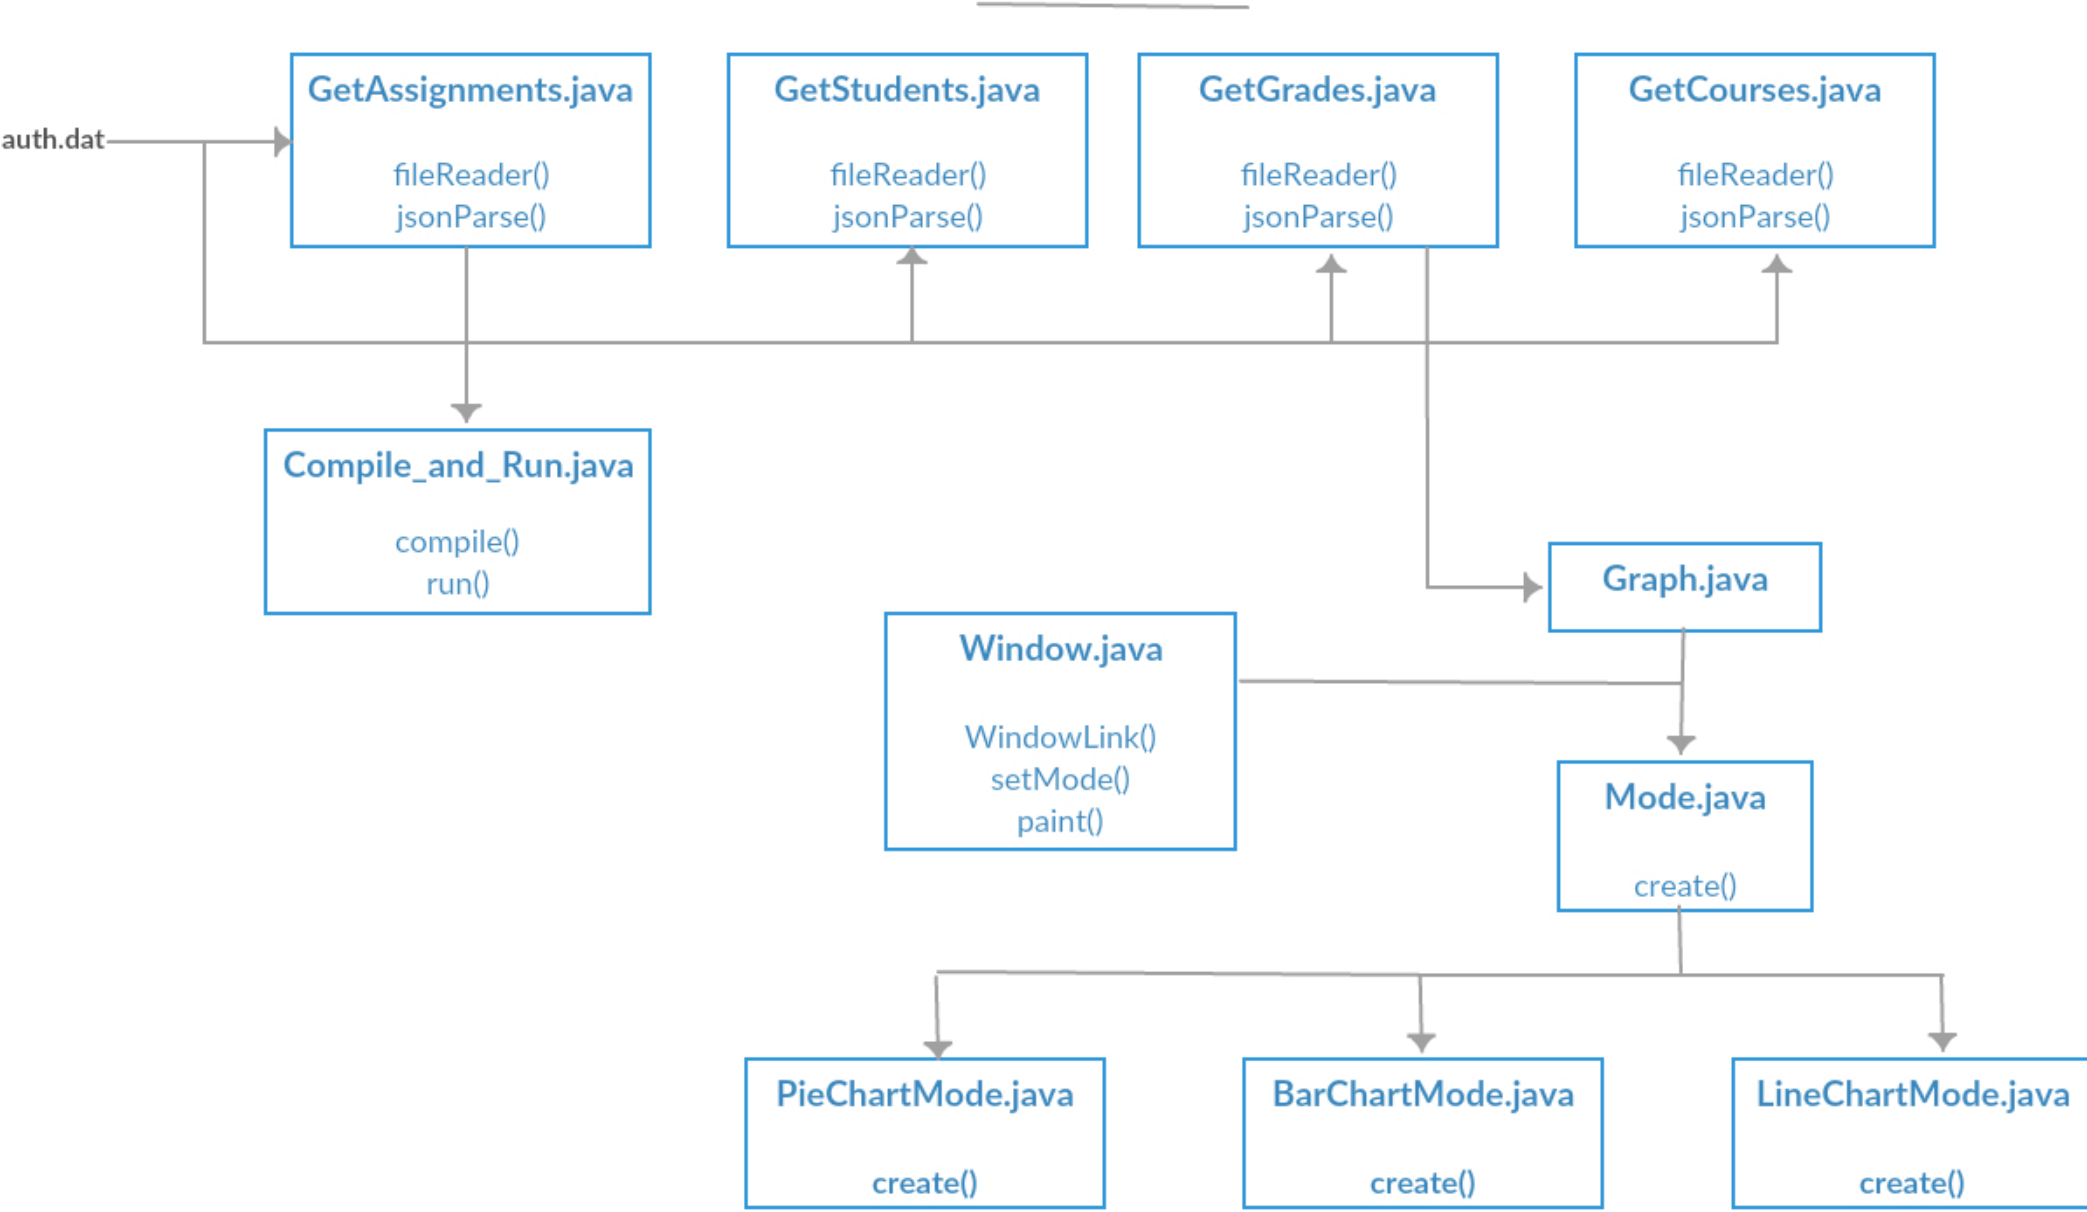 auth.dat
GetAssignments.java
fileReader()
jsonParse()
GetStudents.java
fileReader()
jsonParse()
GetGrades.java
fileReader()
jsonParse()
GetCourses.java
fileReader()
jsonParse()
Compile_and_Run.java
compile()
run()
Graph.java
Window.java
WindowLink()
setMode()
paint()
Mode.java
create()
PieChartMode.java
create()
BarChartMode.java
create()
LineChartMode.java
create()